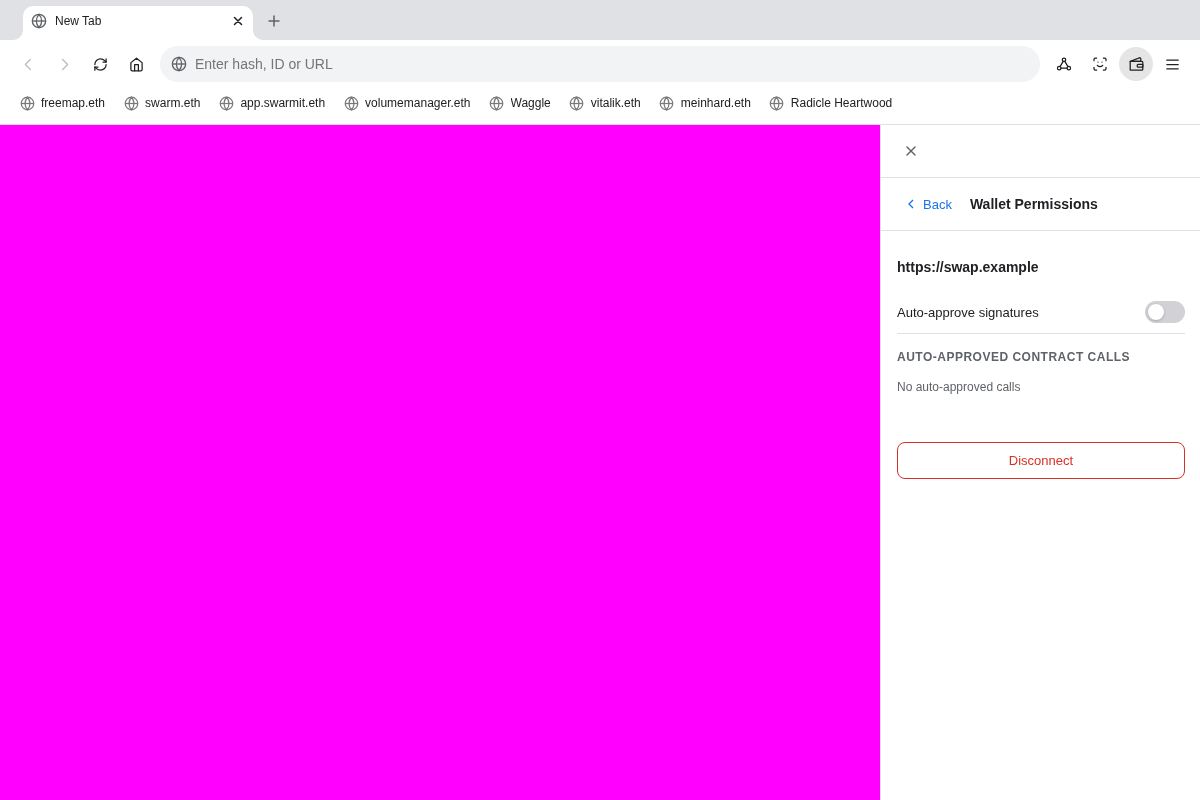 New Tab
Enter hash, ID or URL
freemap.eth swarm.eth app.swarmit.eth volumemanager.eth Waggle vitalik.eth meinhard.eth Radicle Heartwood
Back Wallet Permissions
https://swap.example
Auto-approve signatures
AUTO-APPROVED CONTRACT CALLS
No auto-approved calls
Disconnect